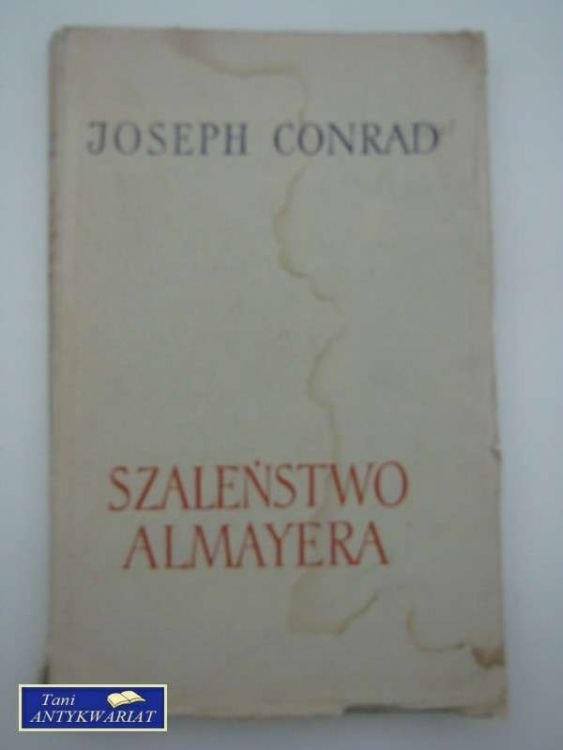 JOSEPH CONRAD
SZALEŃSTWO
ALMAYERA
Tani
ANTYKWARIAT